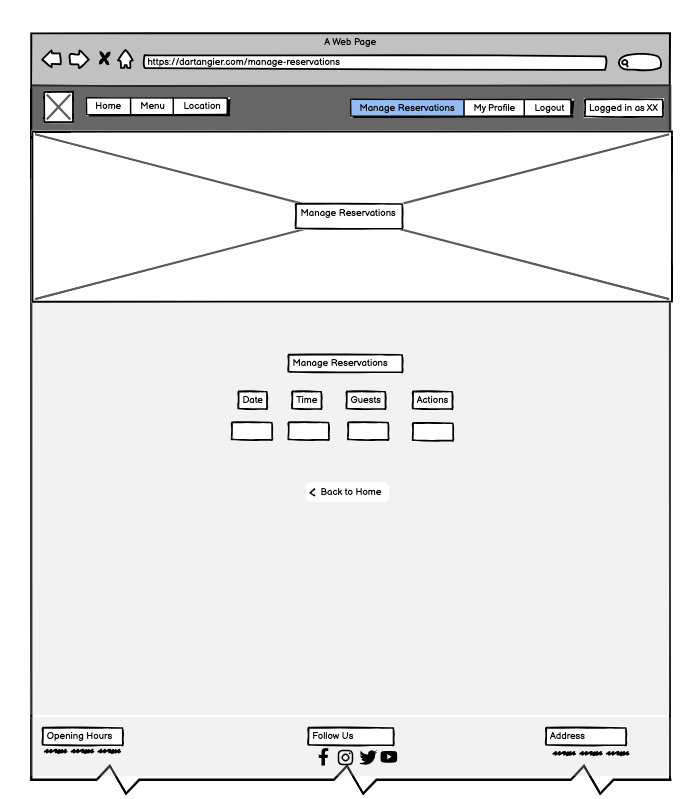 A Web Page
https://dartangier.com/manage-reservations
Home Menu Location Manage Reservations My Profile Logout Logged in as XX
Manage Reservations
Manage Reservations
Date Time Guests Actions
Back to Home
Opening Hours Follow Us Address